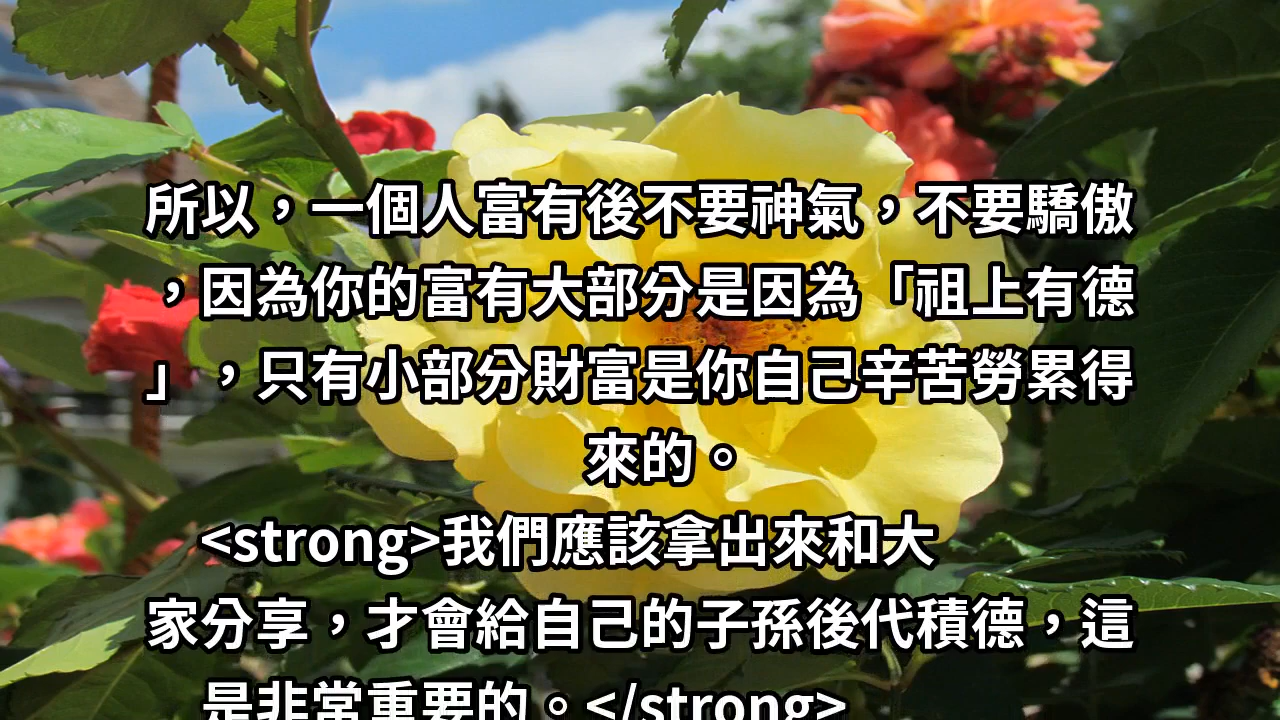 所以，一個人富有後不要神氣，不要驕傲
，因為你的富有大部分是因為「祖上有德
」，只有小部分財富是你自己辛苦勞累得
來的。
<strong>我們應該拿出來和大
家分享，才會給自己的子孫後代積德，這
是非常重要的。</strong>